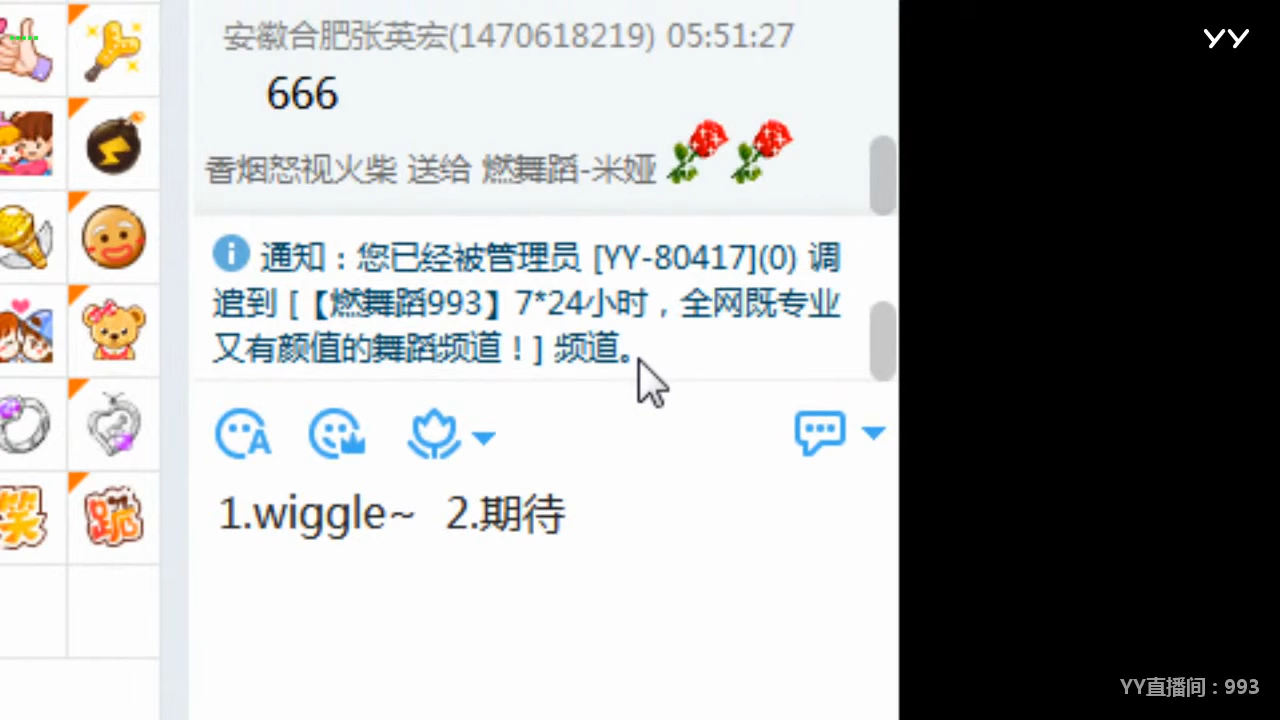 安徽合肥张英宏(1470618219) 05:51:27
YY
666
香烟怒视火柴 送给 燃舞蹈-米娅
通知：您已经被管理员 [YY-80417](0) 调
遣到 [【燃舞蹈993】7*24小时，全网既专业
又有颜值的舞蹈频道！] 频道。
1.wiggle~ 2.期待
笑
跪
YY直播间：993